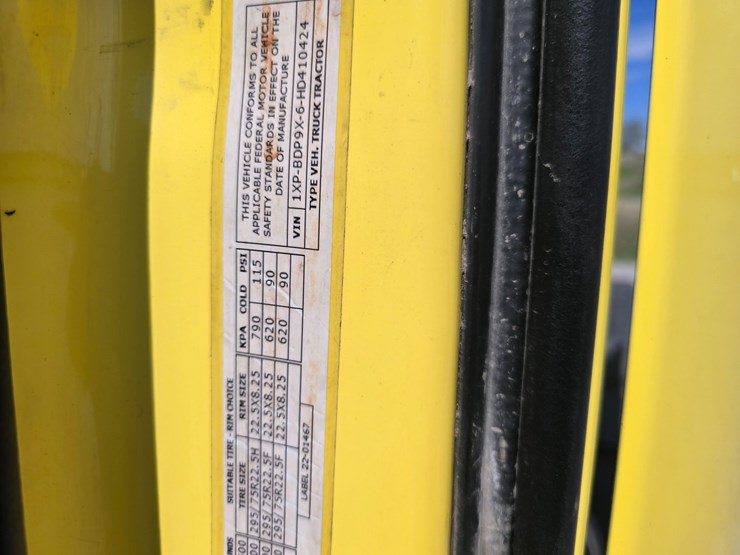 SUITABLE TIRE - RIM CHOICE
TIRE SIZE RIM SIZE KPA COLD PSI
295/75R22.5H 22.5X8.25 790 115
295/75R22.5F 22.5X8.25 620 90
295/75R22.5F 22.5X8.25 620 90
LABEL 22-01467
THIS VEHICLE CONFORMS TO ALL
APPLICABLE FEDERAL MOTOR VEHICLE
SAFETY STANDARDS IN EFFECT ON THE
DATE OF MANUFACTURE
VIN 1XP-BDP9X-6-HD410424
TYPE VEH. TRUCK TRACTOR